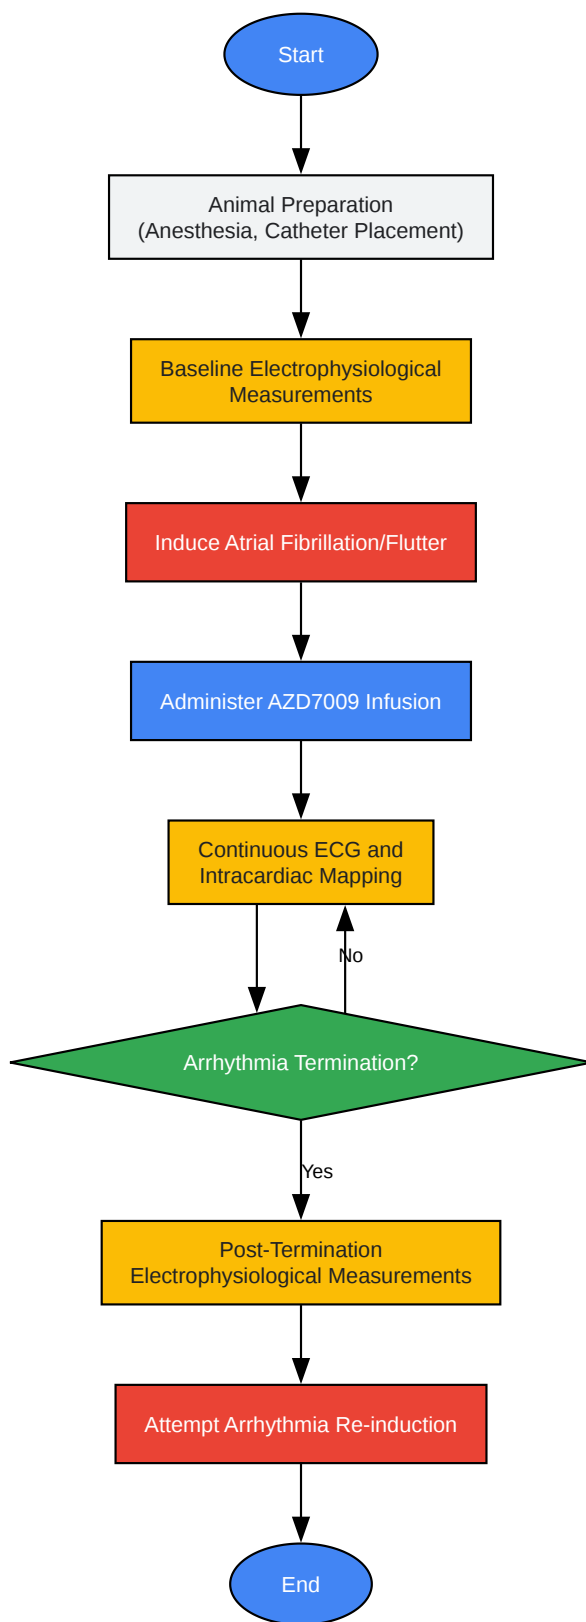 Start
Animal Preparation
(Anesthesia, Catheter Placement)
Baseline Electrophysiological
Measurements
Induce Atrial Fibrillation/Flutter
Administer AZD7009 Infusion
Continuous ECG and
Intracardiac Mapping
No
Arrhythmia Termination?
Yes
Post-Termination
Electrophysiological Measurements
Attempt Arrhythmia Re-induction
End